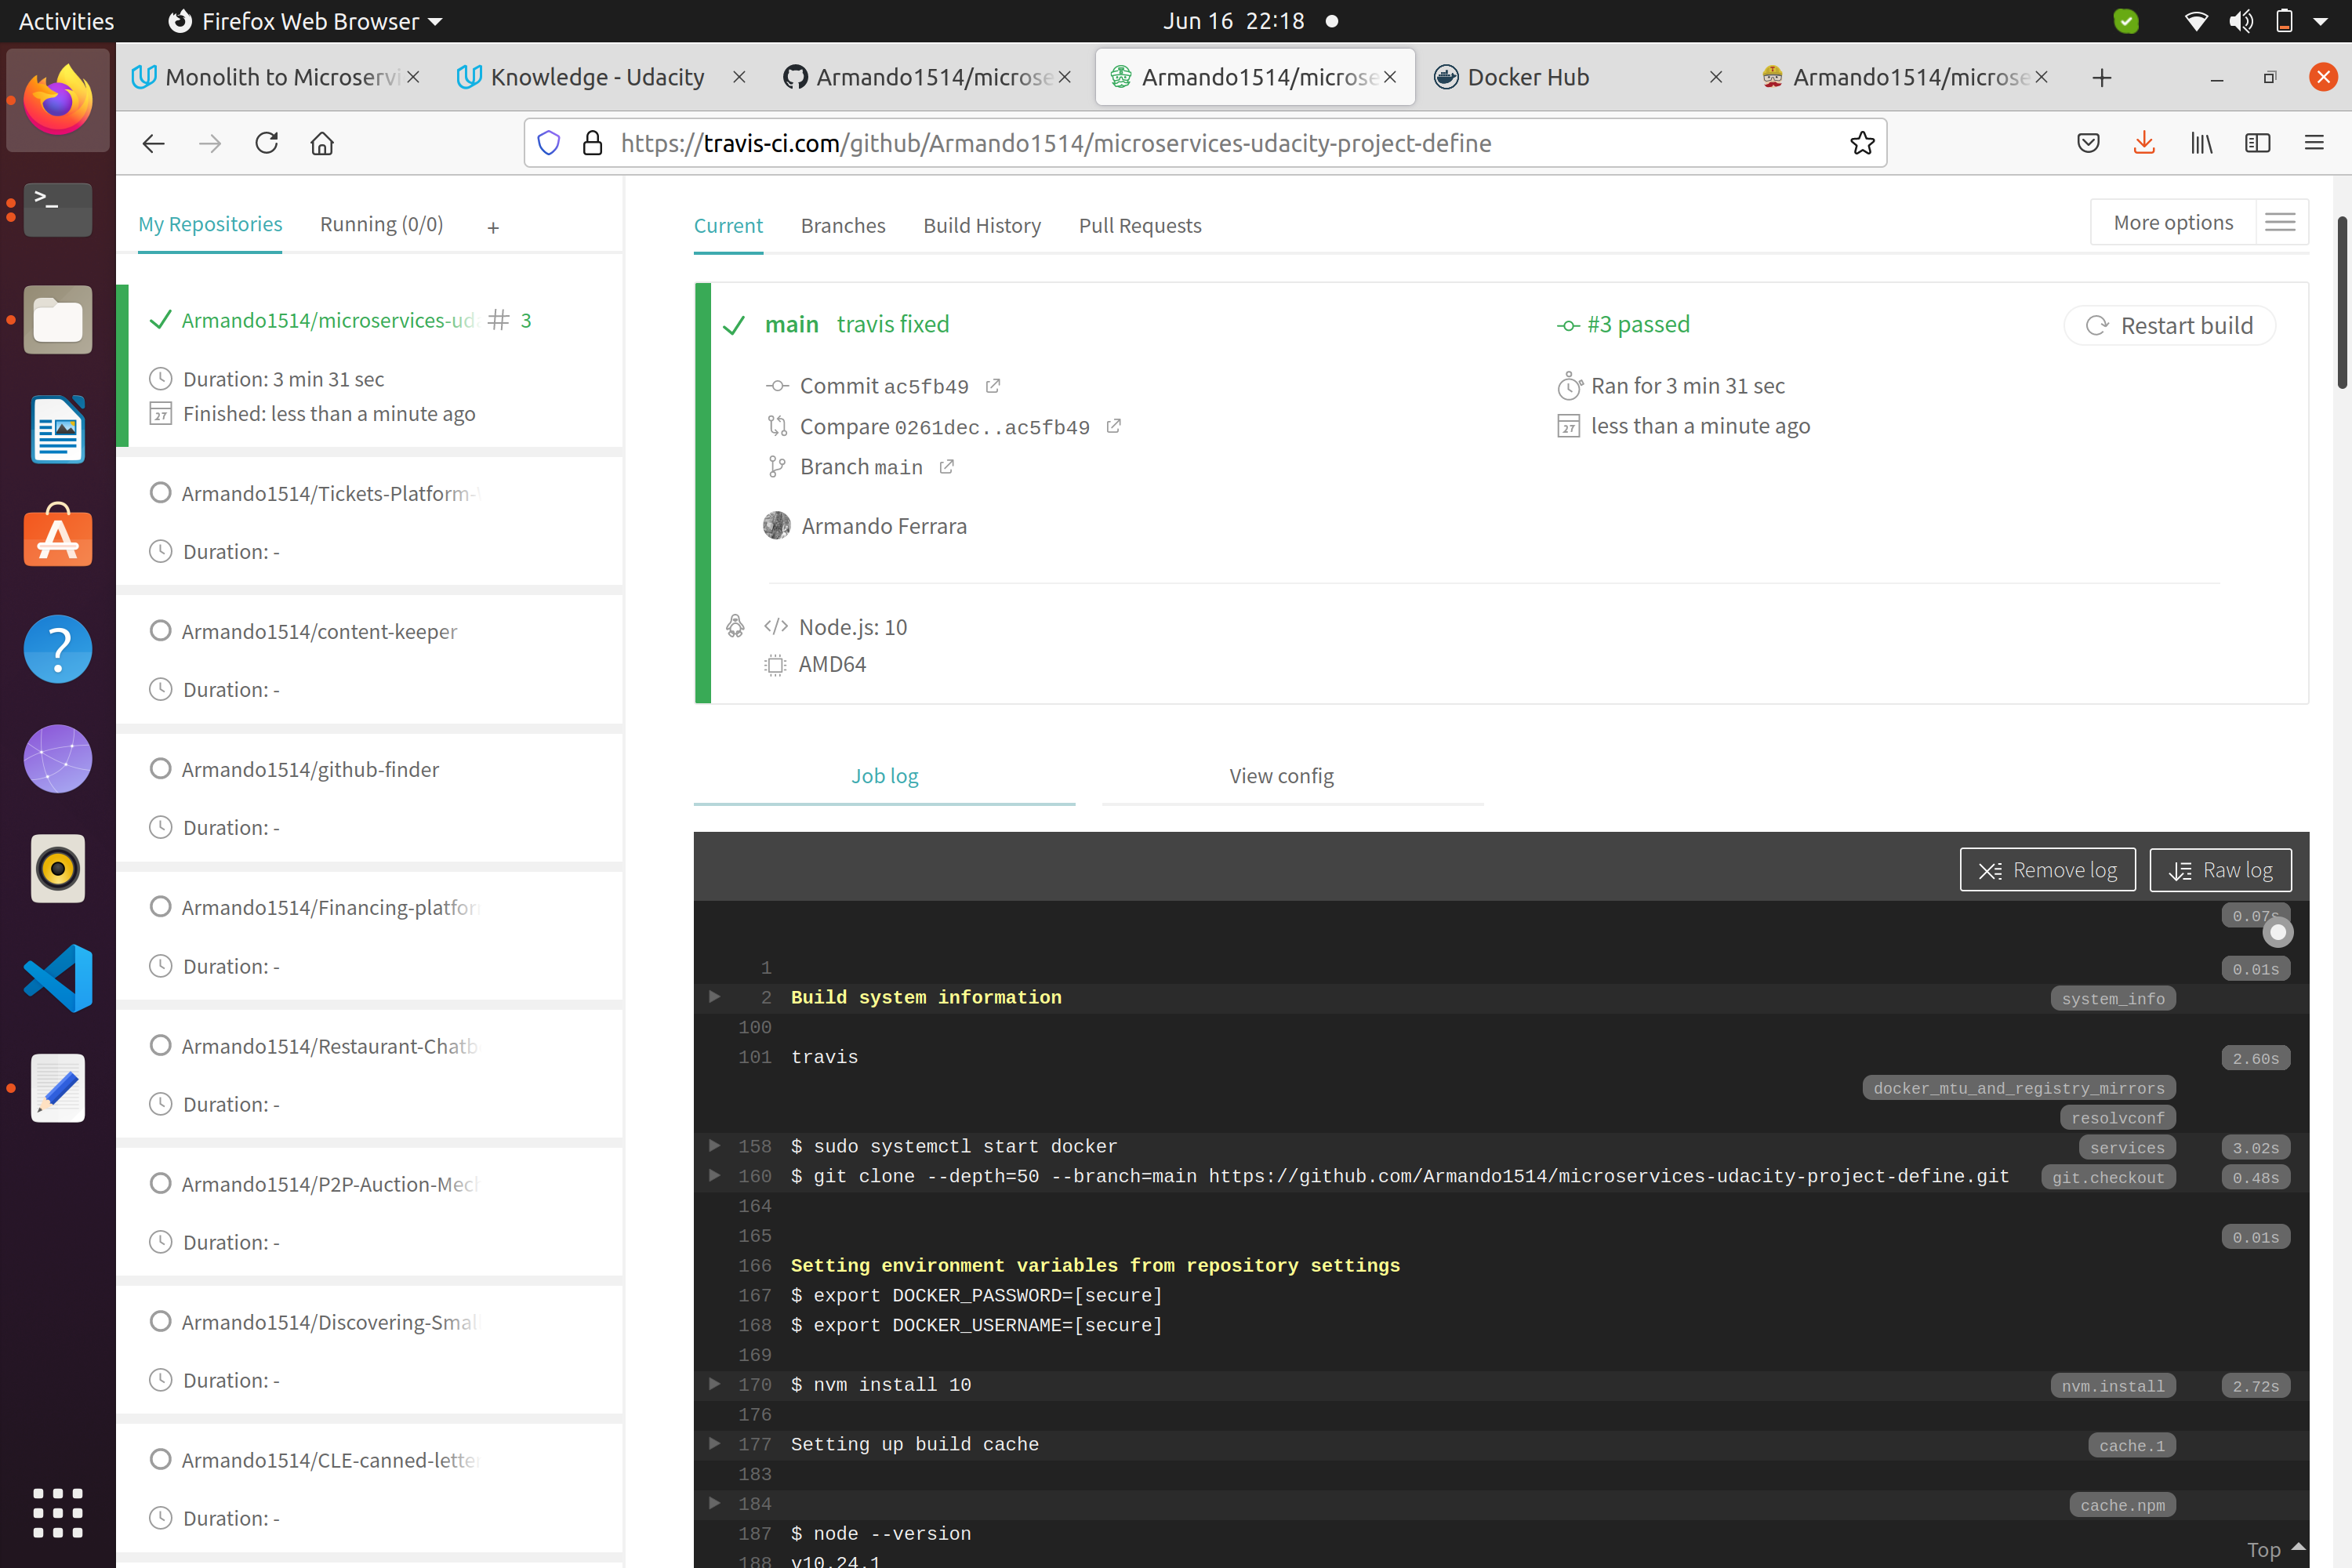 Activities Firefox Web Browser Jun 16 22:18
Monolith to Microservi Knowledge - Udacity Armando1514/microse Armando1514/microse Docker Hub Armando1514/microse
https://travis-ci.com/github/Armando1514/microservices-udacity-project-define
My Repositories Running (0/0) +
Armando1514/microservices-uda # 3
Duration: 3 min 31 sec
27 Finished: less than a minute ago
Armando1514/Tickets-Platform-
Duration: -
Armando1514/content-keeper
Duration: -
Armando1514/github-finder
Duration: -
Armando1514/Financing-platfor
Duration: -
Armando1514/Restaurant-Chatb
Duration: -
Armando1514/P2P-Auction-Mech
Duration: -
Armando1514/Discovering-Small
Duration: -
Armando1514/CLE-canned-letter
Duration: -
Current Branches Build History Pull Requests More options
main travis fixed #3 passed Restart build
Commit ac5fb49 Ran for 3 min 31 sec
Compare 0261dec..ac5fb49 27 less than a minute ago
Branch main
Armando Ferrara
</> Node.js: 10
AMD64
Job log View config
Remove log Raw log
0.07s
1 0.01s
2 Build system information system_info
100
101 travis 2.60s
docker_mtu_and_registry_mirrors
resolvconf
158 $ sudo systemctl start docker services 3.02s
160 $ git clone --depth=50 --branch=main https://github.com/Armando1514/microservices-udacity-project-define.git git.checkout 0.48s
164
165 0.01s
166 Setting environment variables from repository settings
167 $ export DOCKER_PASSWORD=[secure]
168 $ export DOCKER_USERNAME=[secure]
169
170 $ nvm install 10 nvm.install 2.72s
176
177 Setting up build cache cache.1
183
184 cache.npm
187 $ node --version
188 v10.24.1
Top